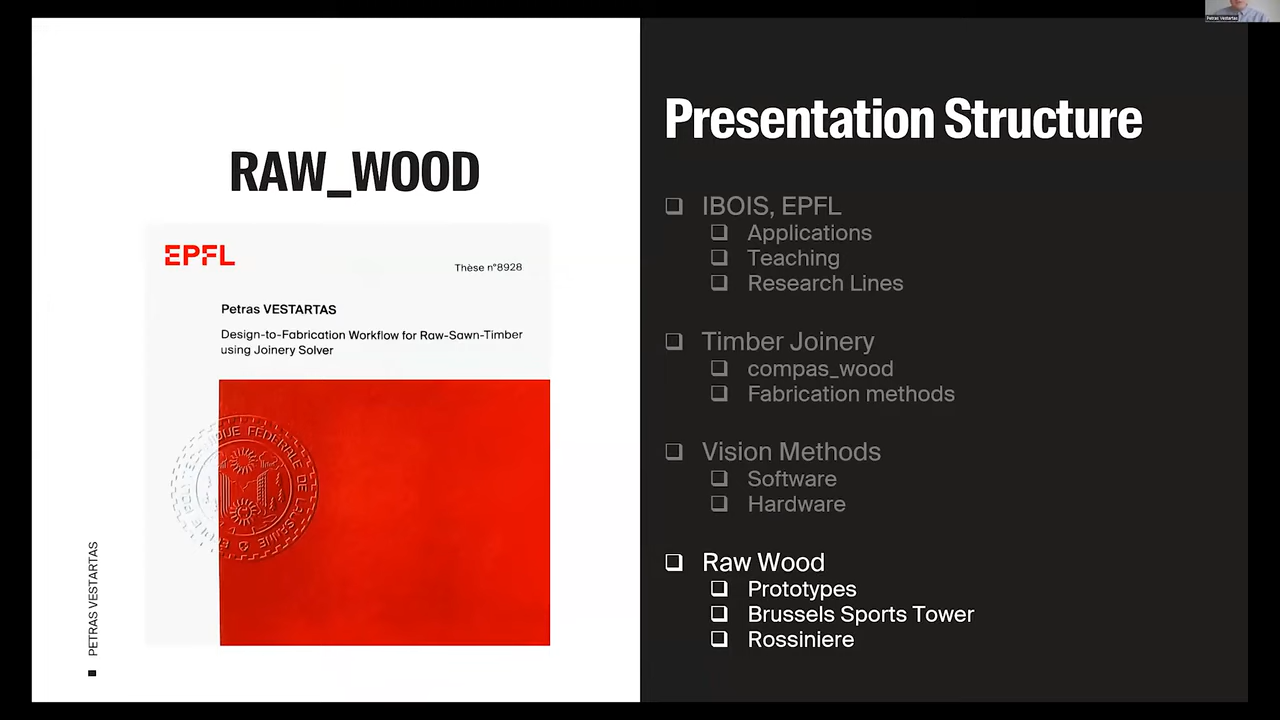 Petras Vestartas
RAW_WOOD
EPFL
Thèse n°8928
Petras VESTARTAS
Design-to-Fabrication Workflow for Raw-Sawn-Timber
using Joinery Solver
PETRAS VESTARTAS
Presentation Structure
IBOIS, EPFL
Applications
Teaching
Research Lines
Timber Joinery
compas_wood
Fabrication methods
Vision Methods
Software
Hardware
Raw Wood
Prototypes
Brussels Sports Tower
Rossiniere